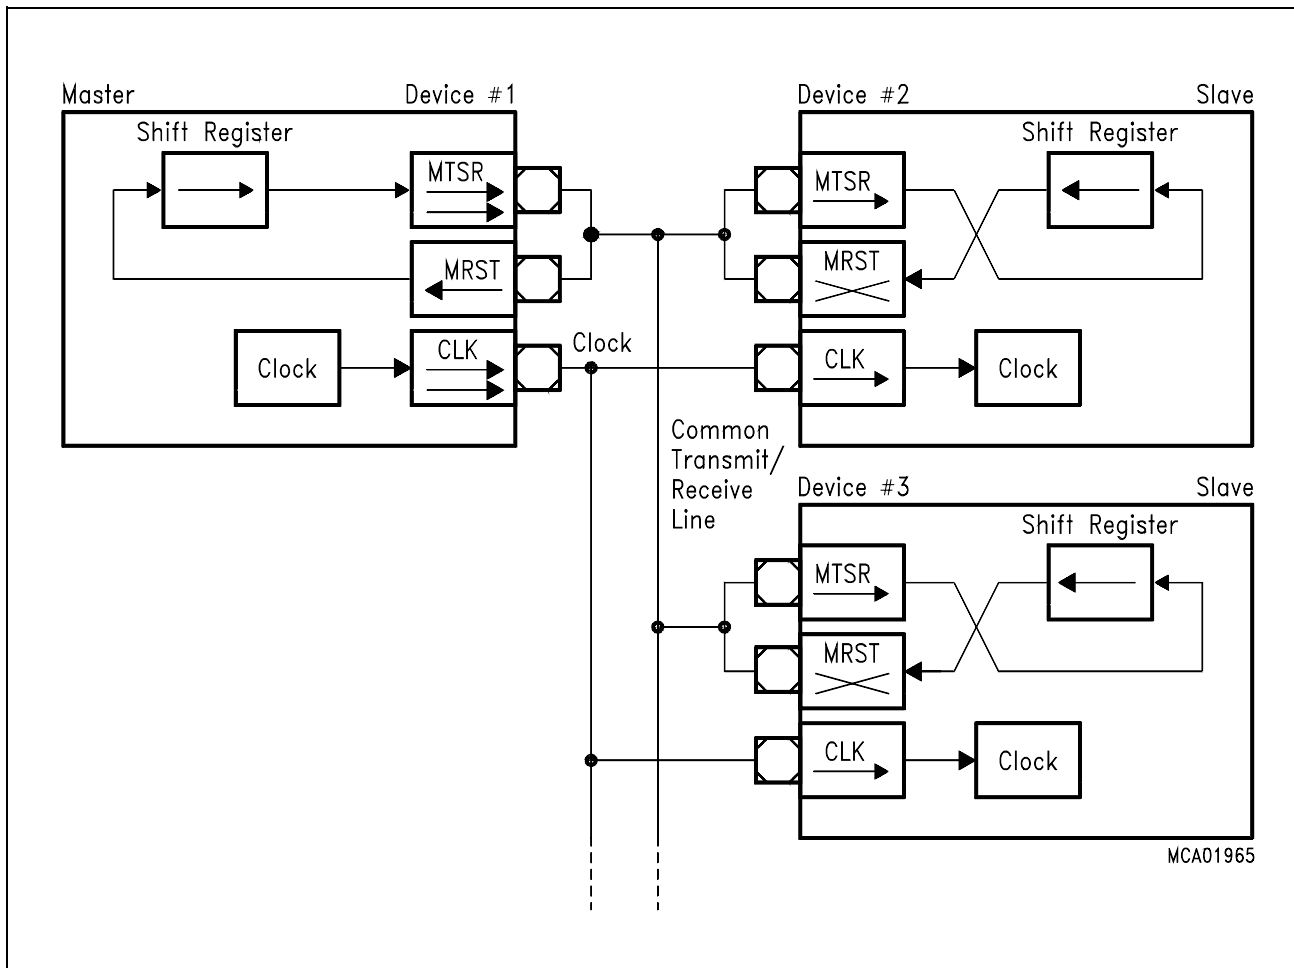 Master Device #1
Shift Register
MTSR
MRST
Clock
CLK
Clock
Common
Transmit/
Receive
Line
Device #2 Slave
Shift Register
MTSR
MRST
CLK
Clock
Device #3 Slave
Shift Register
MTSR
MRST
CLK
Clock
MCA01965